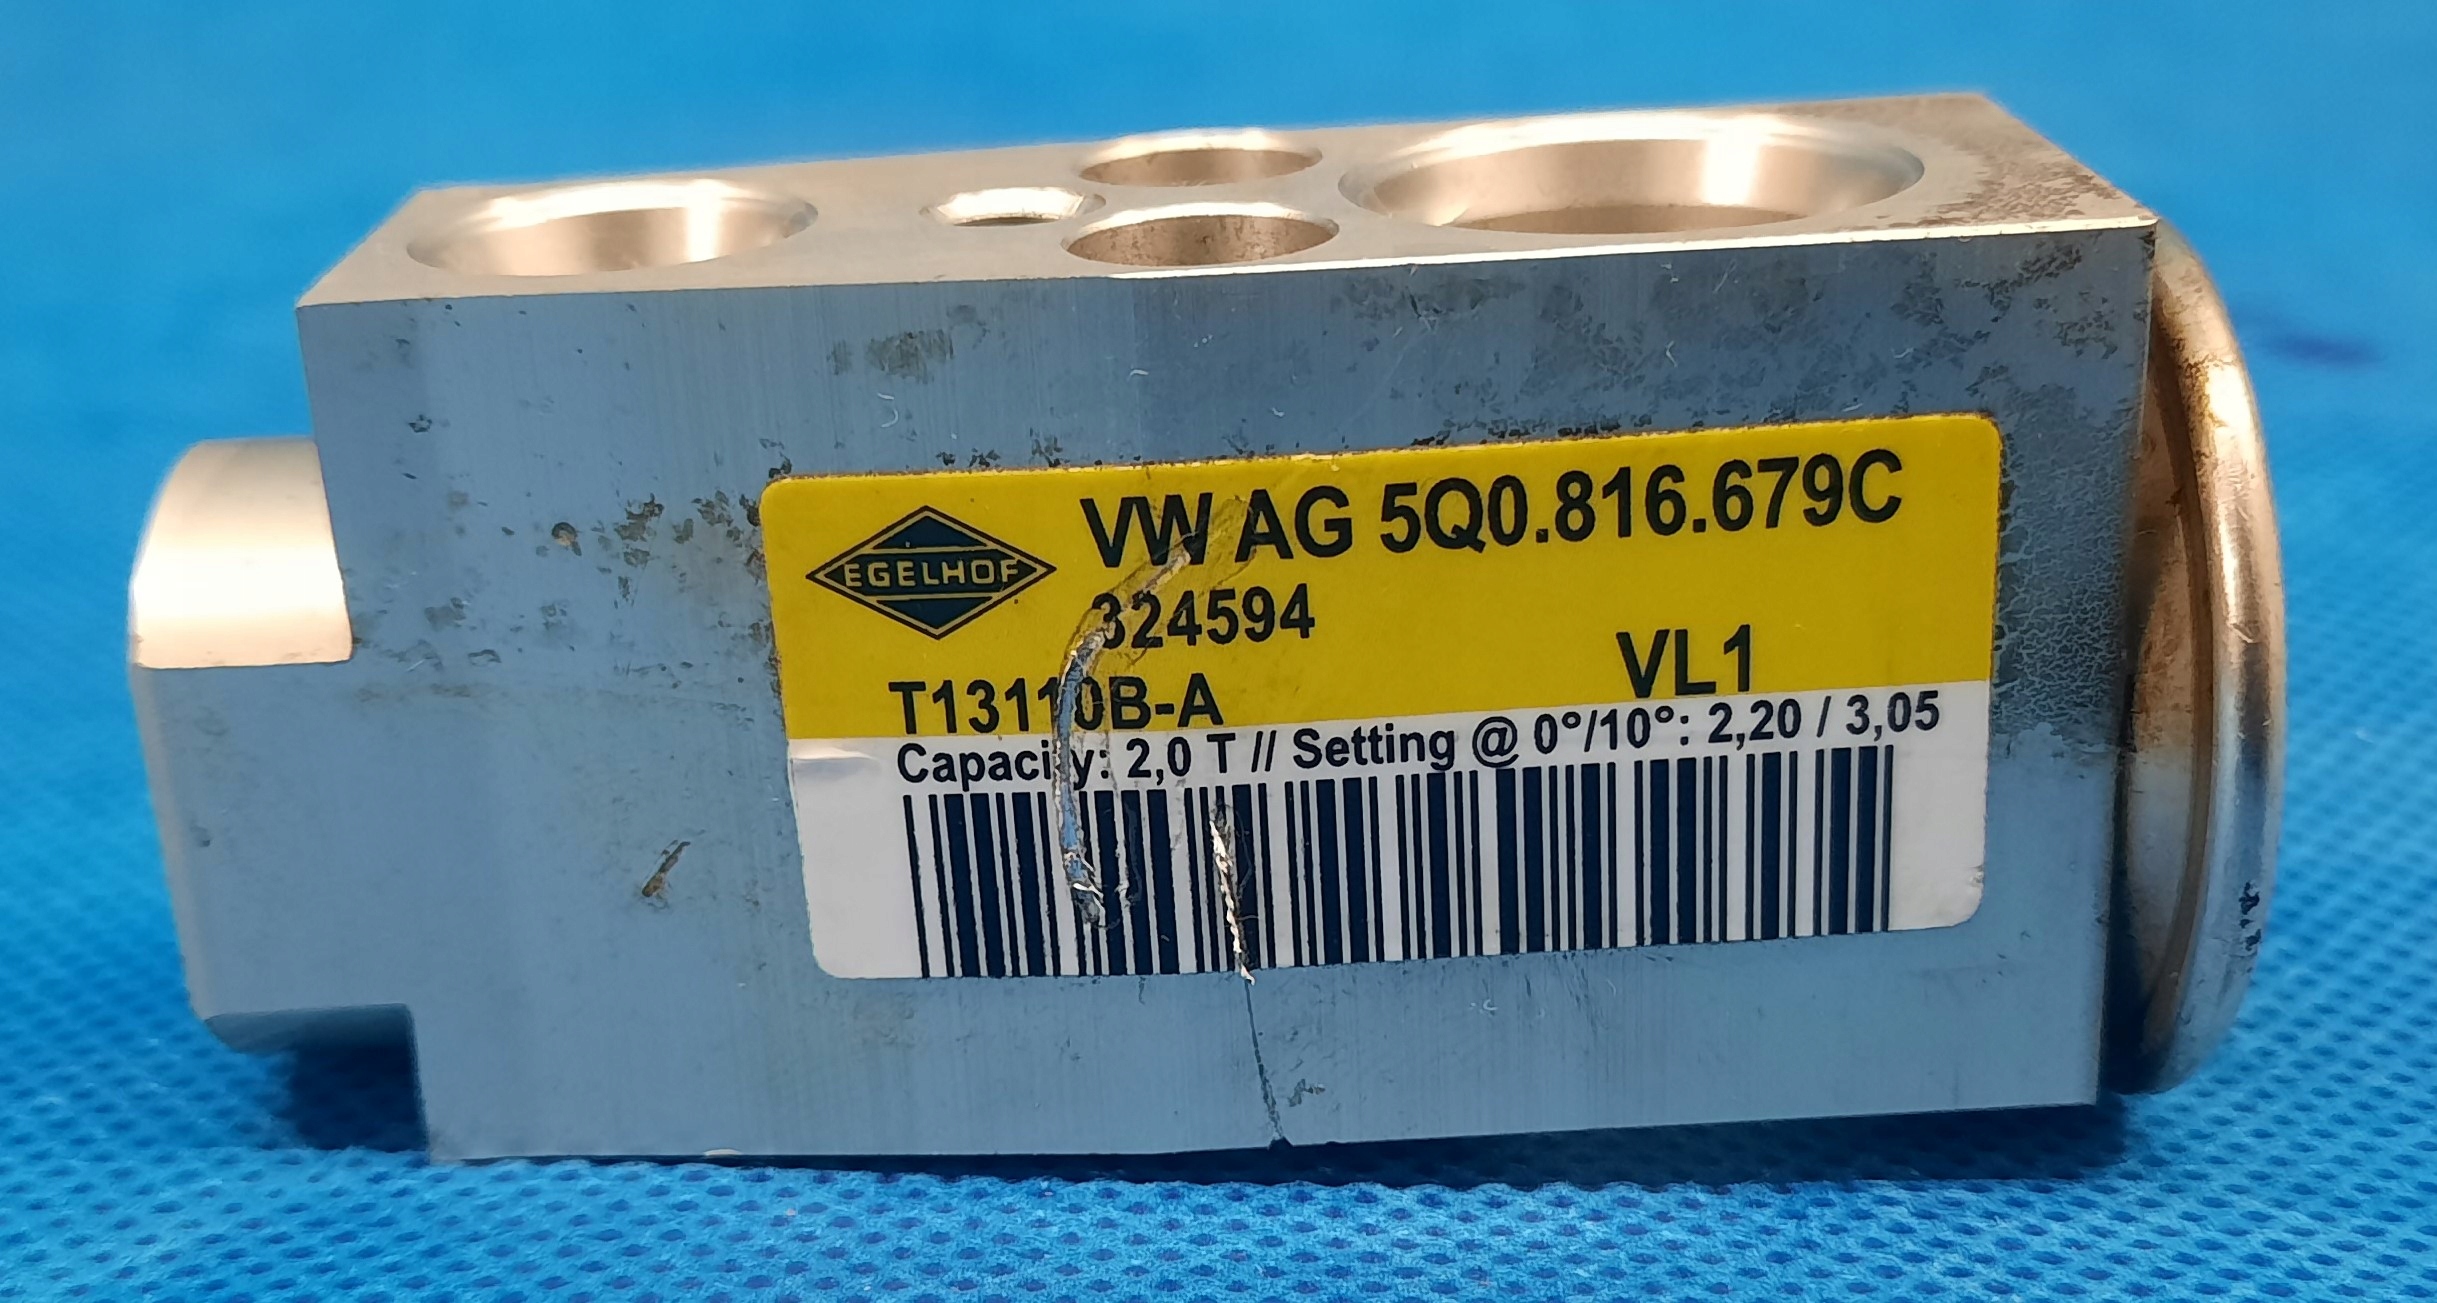 EGELHOF
VW AG 5Q0.816.679C
324594
T13110B-A
VL1
Capacity: 2,0 T // Setting @ 0°/10°: 2,20 / 3,05